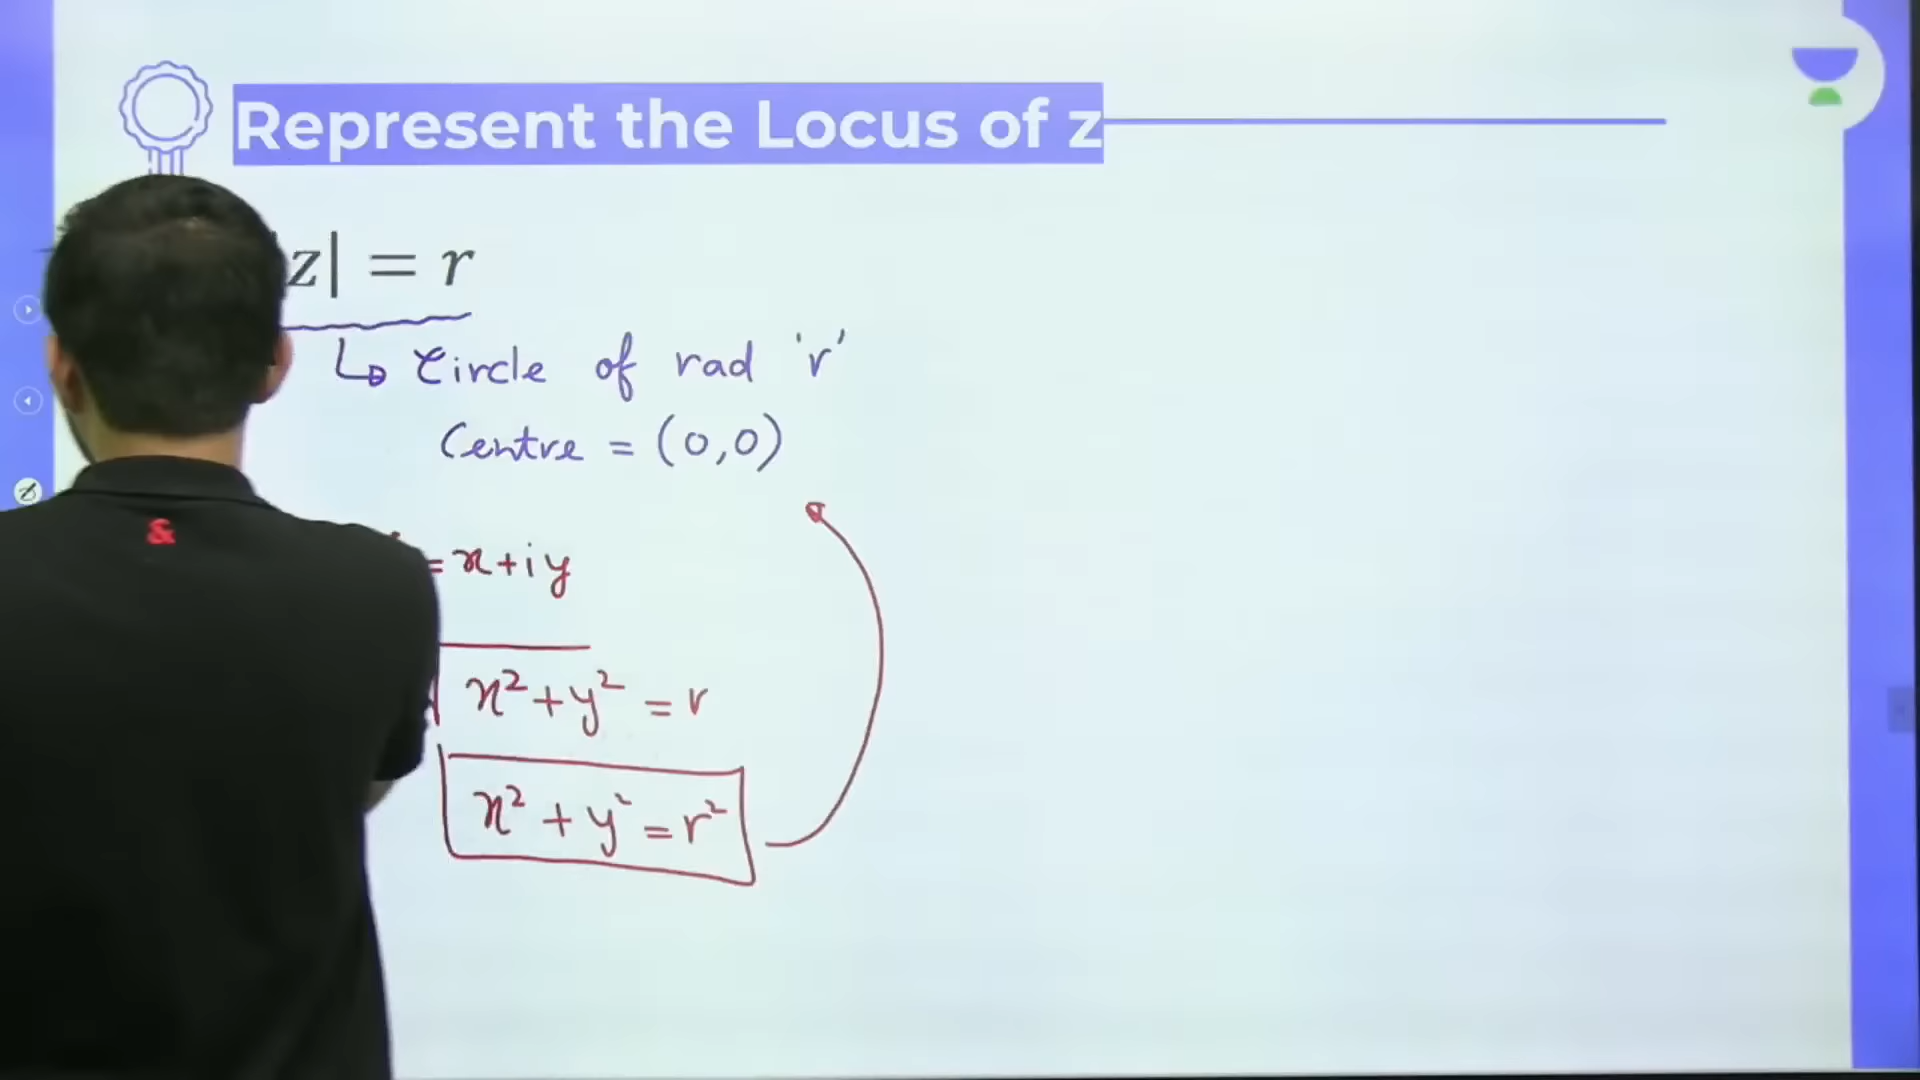 Represent the Locus of z
z| = r
↳ Circle of rad 'r'
Centre = (0,0)
= x+iy
x²+y² = r
x² + y² = r²
&